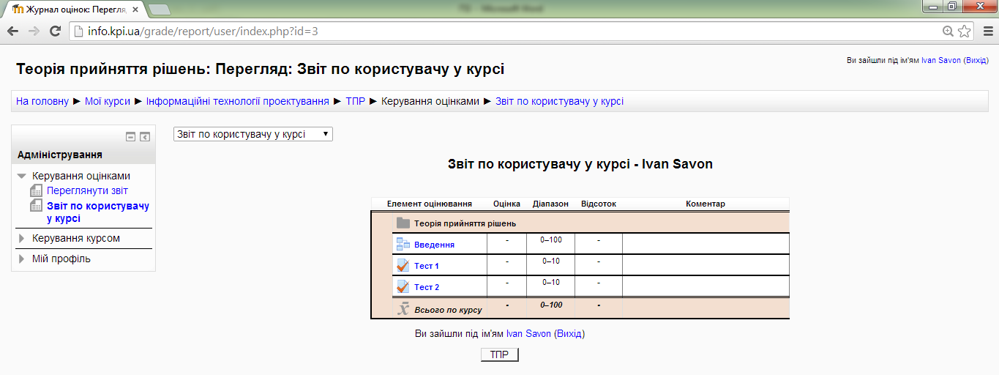 Журнал оцінок: Перегля
info.kpi.ua/grade/report/user/index.php?id=3
Ви зайшли під ім'ям Ivan Savon (Вихід)
Теорія прийняття рішень: Перегляд: Звіт по користувачу у курсі
На головну ► Мої курси ► Інформаційні технології проектування ► ТПР ► Керування оцінками ► Звіт по користувачу у курсі
Адміністрування
Керування оцінками
Переглянути звіт
Звіт по користувачу
у курсі
Керування курсом
Мій профіль
Звіт по користувачу у курсі
Звіт по користувачу у курсі - Ivan Savon
Елемент оцінювання Оцінка Діапазон Відсоток Коментар
Теорія прийняття рішень
Введення - 0–100 -
Тест 1 - 0–10 -
Тест 2 - 0–10 -
x̄ Всього по курсу - 0–100 -
Ви зайшли під ім'ям Ivan Savon (Вихід)
ТПР